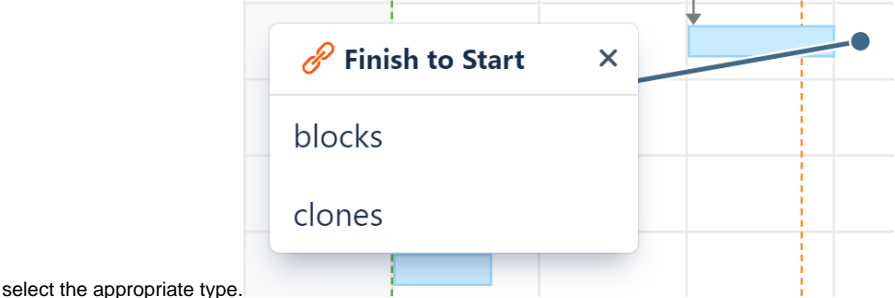 Finish to Start
blocks
clones
select the appropriate type.